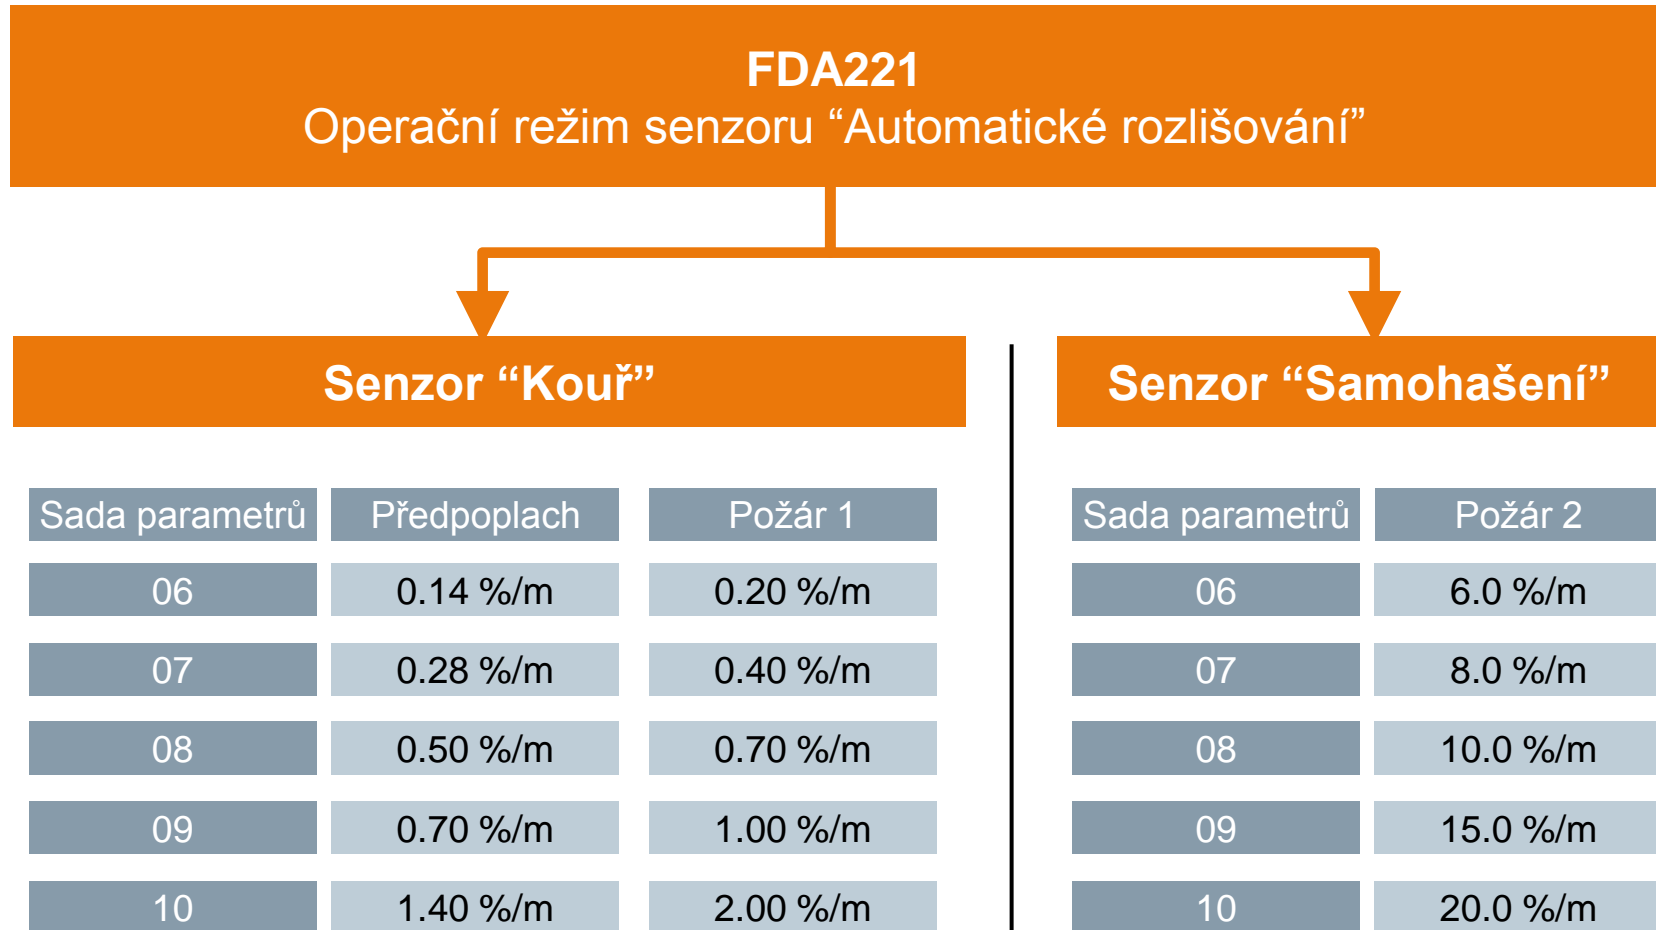 FDA221
Operační režim senzoru “Automatické rozlišování”
Senzor “Kouř”
Sada parametrů Předpoplach Požár 1
06 0.14 %/m 0.20 %/m
07 0.28 %/m 0.40 %/m
08 0.50 %/m 0.70 %/m
09 0.70 %/m 1.00 %/m
10 1.40 %/m 2.00 %/m
Senzor “Samohašení”
Sada parametrů Požár 2
06 6.0 %/m
07 8.0 %/m
08 10.0 %/m
09 15.0 %/m
10 20.0 %/m